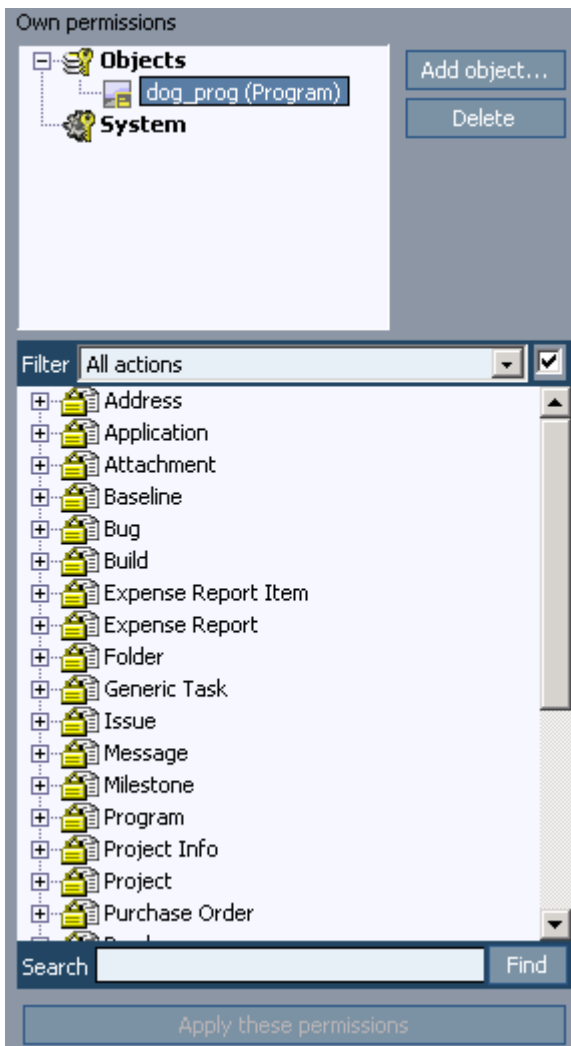 Own permissions
Objects
dog_prog (Program)
System
Add object...
Delete
Filter All actions
Address
Application
Attachment
Baseline
Bug
Build
Expense Report Item
Expense Report
Folder
Generic Task
Issue
Message
Milestone
Program
Project Info
Project
Purchase Order
Search Find
Apply these permissions